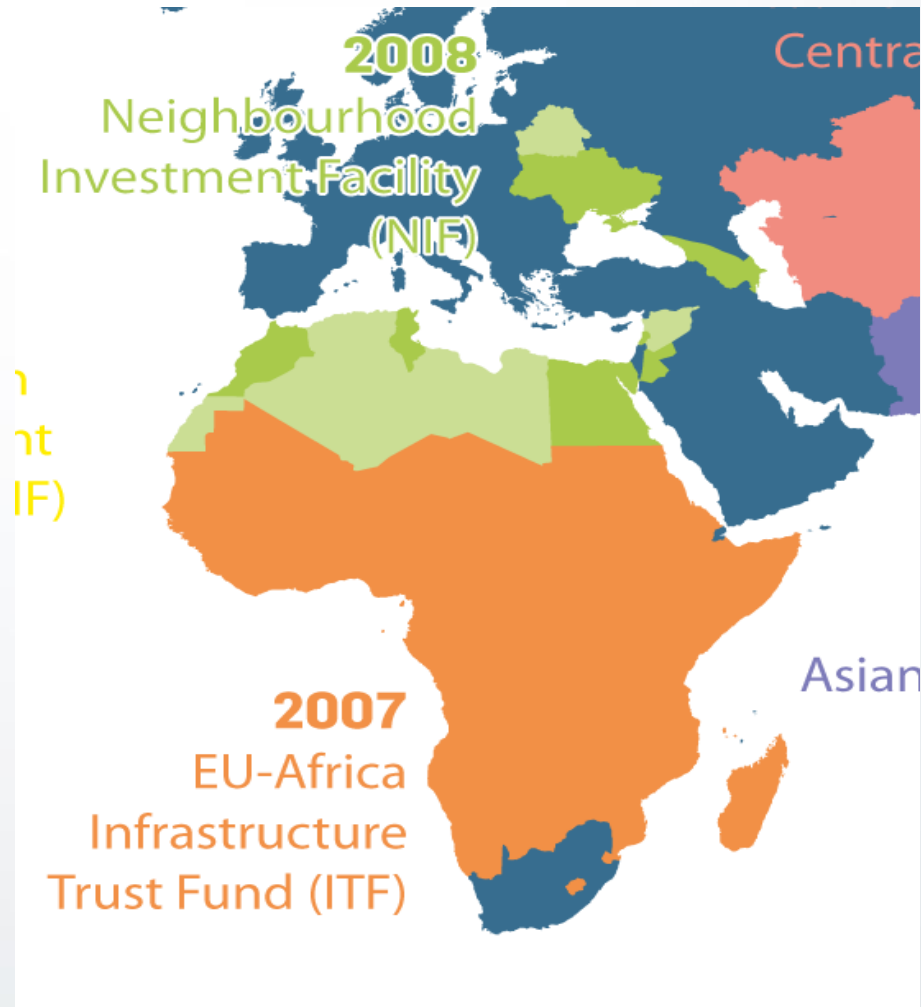 Centra
2008
Neighbourhood
Investment Facility
(NIF)
n
nt
IF)
Asian
2007
EU-Africa
Infrastructure
Trust Fund (ITF)